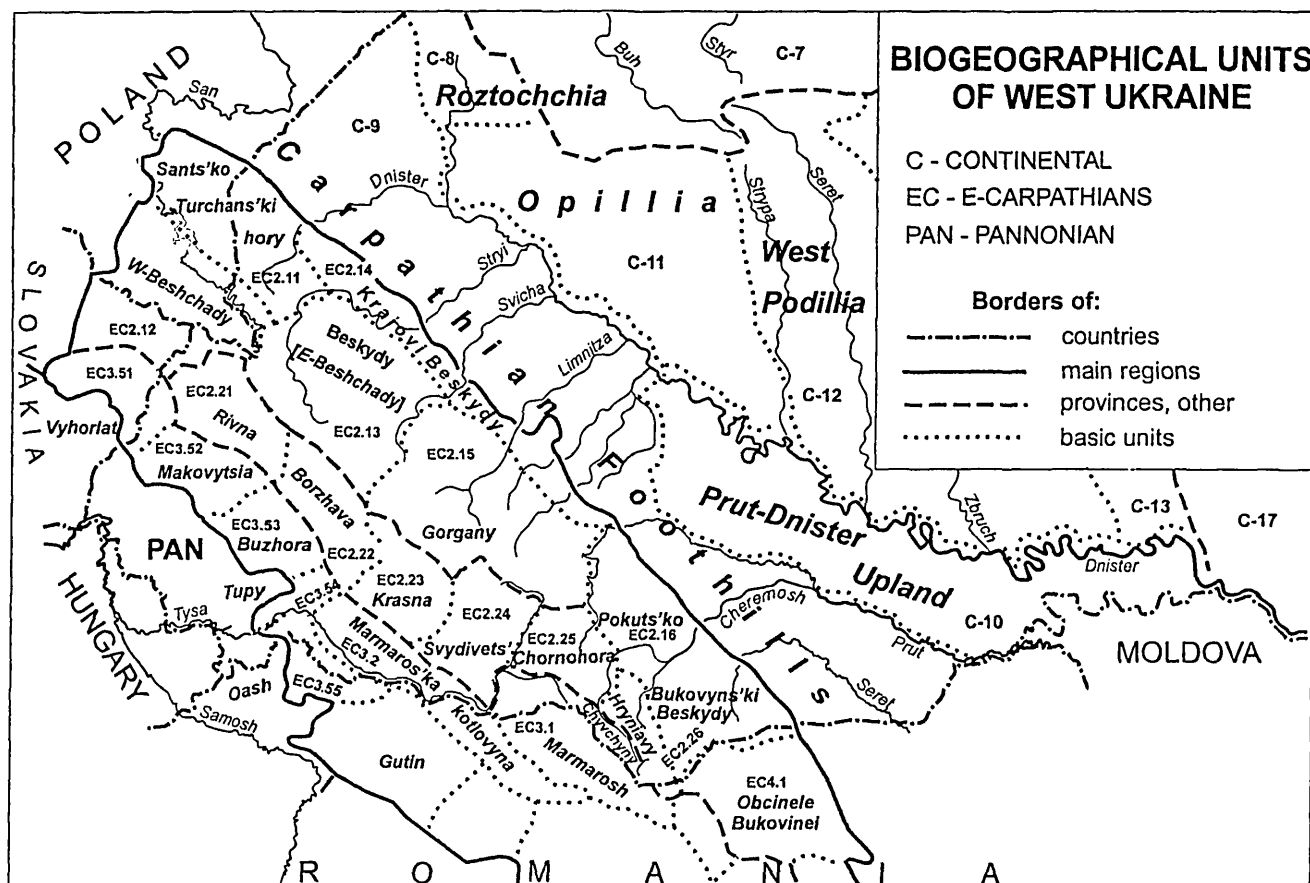 BIOGEOGRAPHICAL UNITS
OF WEST UKRAINE
C - CONTINENTAL
EC - E-CARPATHIANS
PAN - PANNONIAN
Borders of:
countries
main regions
provinces, other
basic units
POLAND
San
C-8
Roztochchia
Buh
Styr
C-7
C-9
Carpathian Foothills
Dnister
Opillia
C-11
Strypa
Seret
West
Podillia
C-12
Sants'ko
Turchans'ki
hory
EC2.11
EC2.14
Krajovi Beskydy
Stryi
Svicha
Limnitza
SLOVAKIA
W-Beshchady
EC2.12
Beskydy
[E-Beshchady]
EC2.13
EC3.51
Vyhorlat
EC2.21
Rivna
EC3.52
Makovytsia
Borzhava
EC2.15
Gorgany
Prut-Dnister
Upland
C-10
Zbruch
C-13
C-17
Dnister
EC3.53
Buzhora
PAN
Tupy
EC2.22
EC2.23
Krasna
EC3.54
EC2.24
Svydivets'
EC2.25
Chornohora
Pokuts'ko
EC2.16
Cheremosh
Prut
MOLDOVA
HUNGARY
Tysa
Marmaros'ka
kotlovyna
EC3.2
Oash
EC3.55
Samosh
Gutin
EC3.1
Marmarosh
Chyvchyny
Hryniavy
Bukovyns'ki
Beskydy
EC2.26
Seret
EC4.1
Obcinele
Bukovinei
ROMANIA